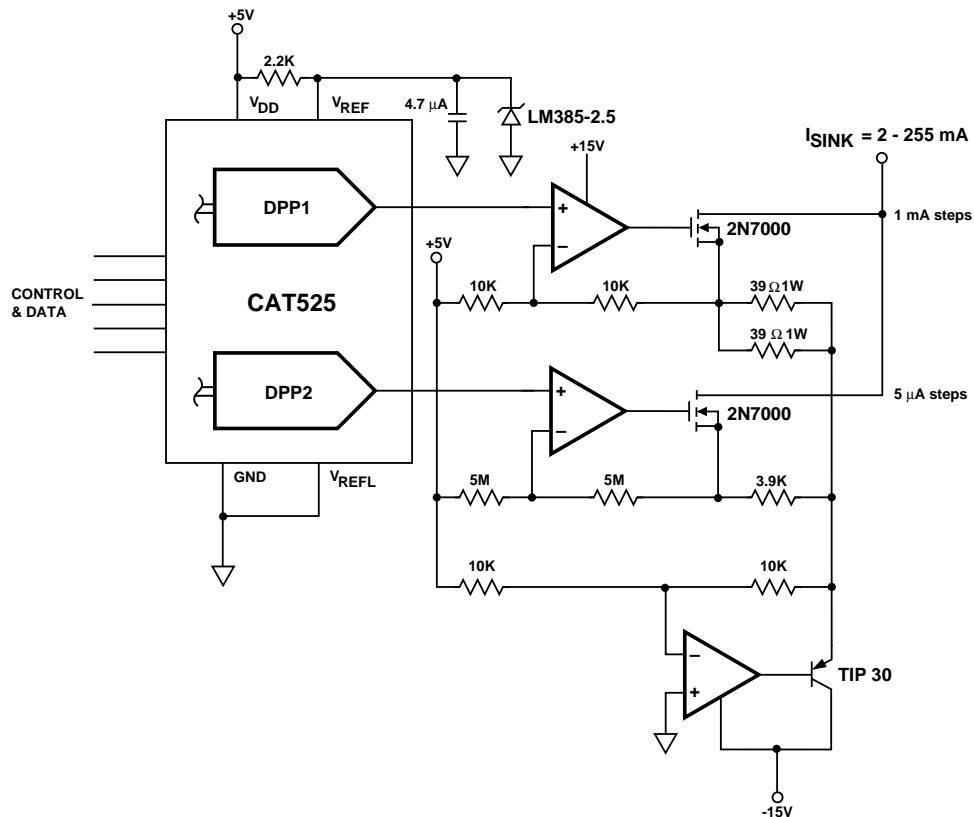 +5V
2.2K
VDD
VREF
4.7 µA
LM385-2.5
ISINK = 2 - 255 mA
+15V
DPP1
+
−
2N7000
1 mA steps
+5V
10K
10K
39 Ω 1W
39 Ω 1W
CONTROL
& DATA
CAT525
DPP2
+
−
2N7000
5 µA steps
GND
VREFL
5M
5M
3.9K
10K
10K
−
+
TIP 30
-15V